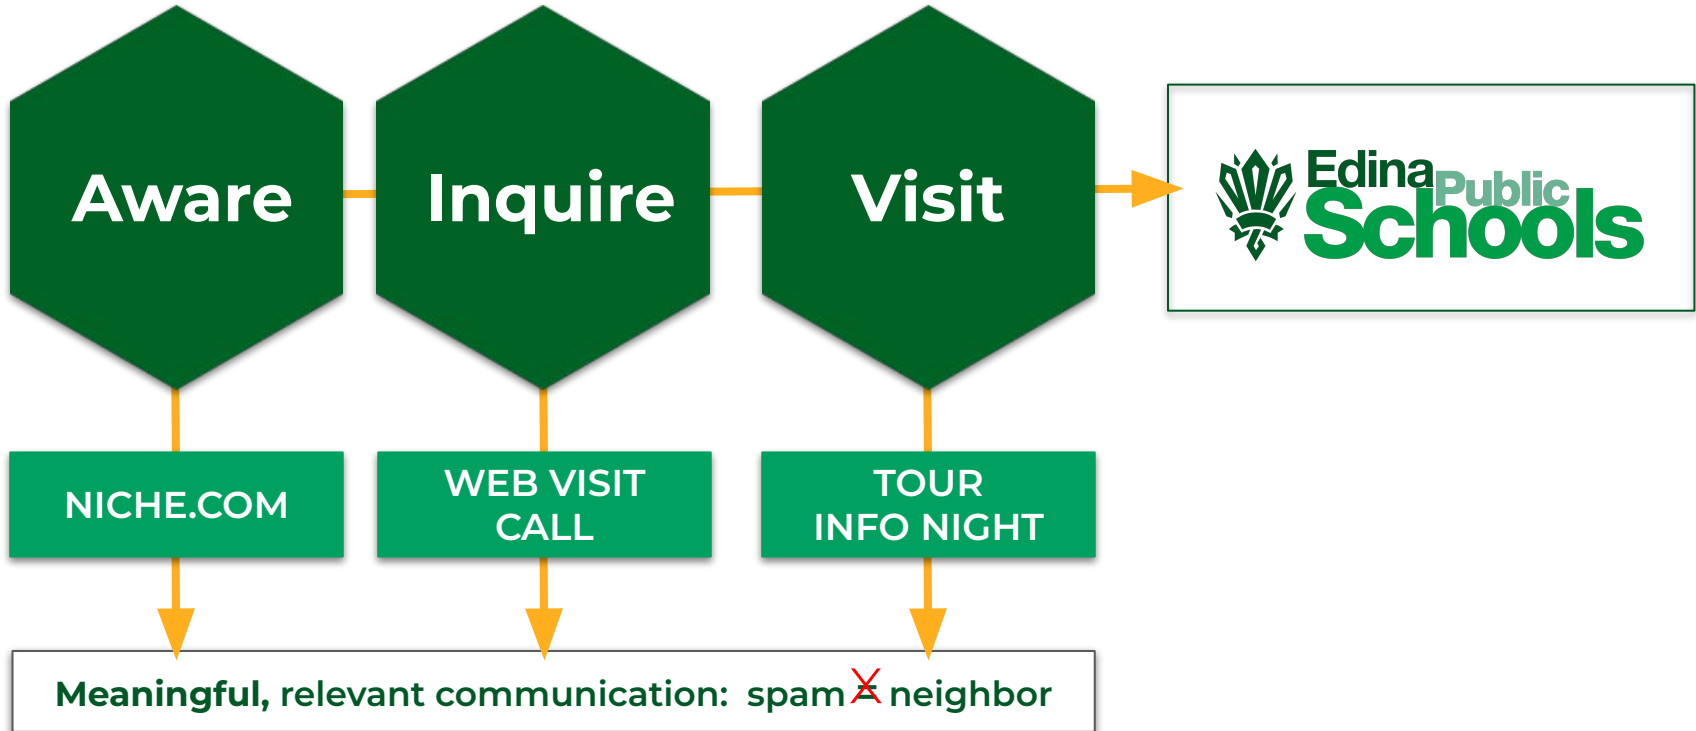 Aware
Inquire
Visit
Edina
Public
Schools
NICHE.COM
WEB VISIT
CALL
TOUR
INFO NIGHT
Meaningful, relevant communication: spam = neighbor